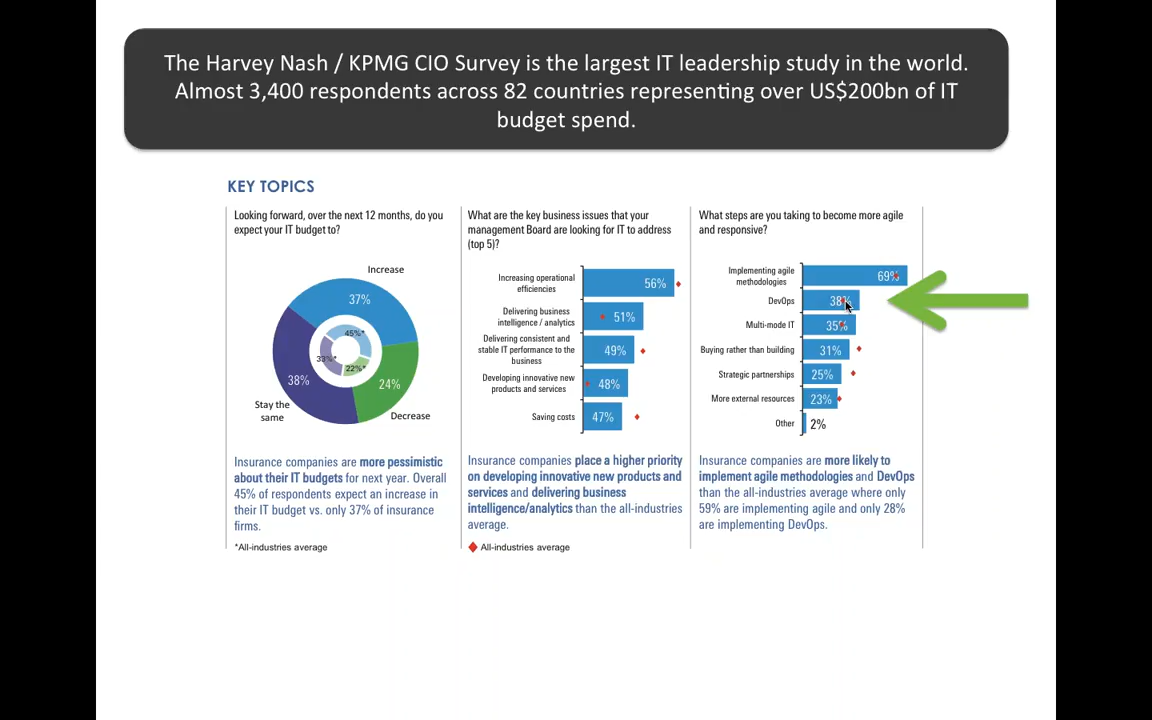 The Harvey Nash / KPMG CIO Survey is the largest IT leadership study in the world.
Almost 3,400 respondents across 82 countries representing over US$200bn of IT
budget spend.
KEY TOPICS
Looking forward, over the next 12 months, do you
expect your IT budget to?
Increase
37%
45%*
33%*
22%*
38%
24%
Stay the
same
Decrease
Insurance companies are more pessimistic
about their IT budgets for next year. Overall
45% of respondents expect an increase in
their IT budget vs. only 37% of insurance
firms.
*All-industries average
What are the key business issues that your
management Board are looking for IT to address
(top 5)?
Increasing operational
efficiencies
56%
Delivering business
intelligence / analytics
51%
Delivering consistent and
stable IT performance to the
business
49%
Developing innovative new
products and services
48%
Saving costs
47%
Insurance companies place a higher priority
on developing innovative new products and
services and delivering business
intelligence/analytics than the all-industries
average.
All-industries average
What steps are you taking to become more agile
and responsive?
Implementing agile
methodologies
69%
DevOps
38%
Multi-mode IT
35%
Buying rather than building
31%
Strategic partnerships
25%
More external resources
23%
Other
2%
Insurance companies are more likely to
implement agile methodologies and DevOps
than the all-industries average where only
59% are implementing agile and only 28%
are implementing DevOps.